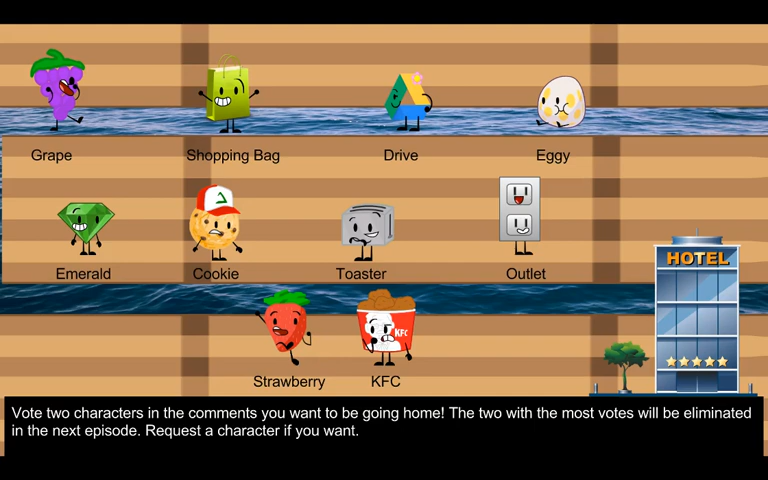 Grape
Shopping Bag
Drive
Eggy
Emerald
Cookie
Toaster
Outlet
HOTEL
KFC
Strawberry
KFC
Vote two characters in the comments you want to be going home! The two with the most votes will be eliminated
in the next episode. Request a character if you want.